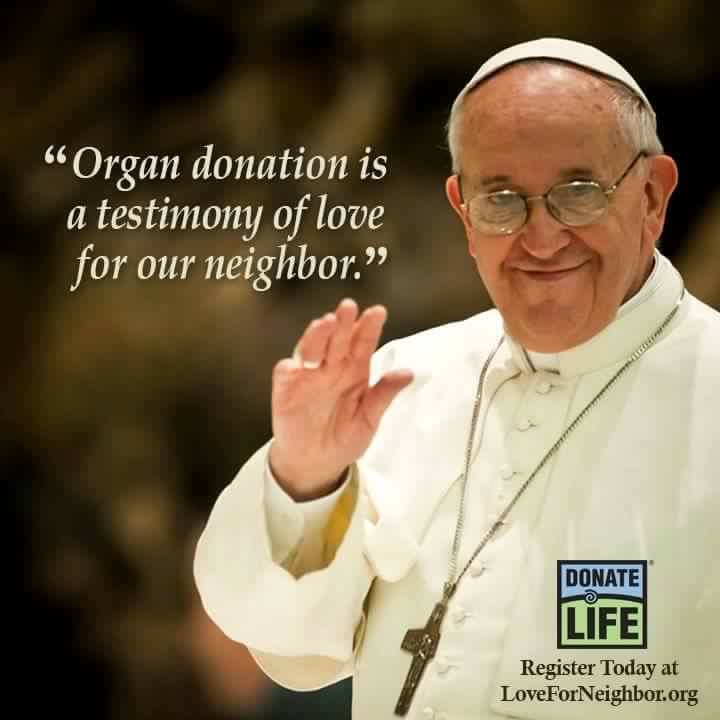 “Organ donation is
a testimony of love
for our neighbor.”
DONATE
LIFE
®
Register Today at
LoveForNeighbor.org